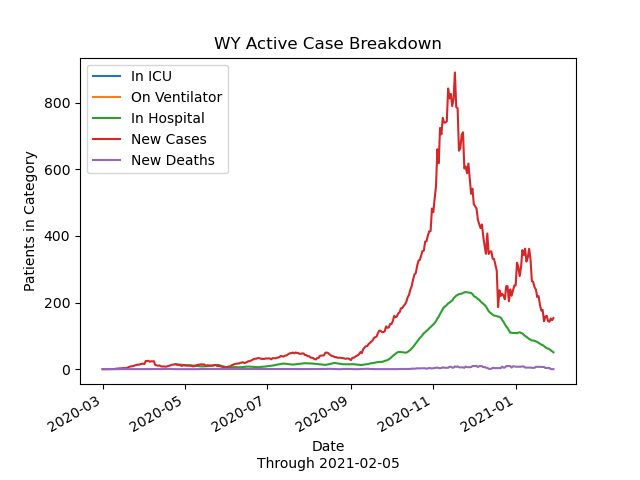 WY Active Case Breakdown
In ICU
On Ventilator
In Hospital
New Cases
New Deaths
Patients in Category
800
600
400
200
0
2020-03
2020-05
2020-07
2020-09
2020-11
2021-01
Date
Through 2021-02-05